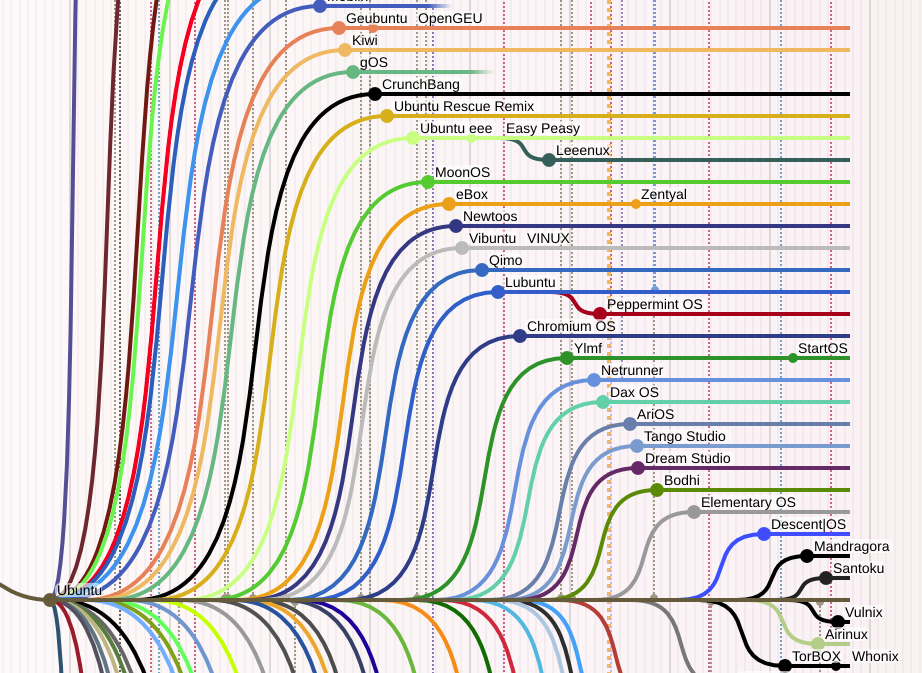 Geubuntu OpenGEU
Kiwi
gOS
CrunchBang
Ubuntu Rescue Remix
Ubuntu eee Easy Peasy
Leeenux
MoonOS
eBox Zentyal
Newtoos
Vibuntu VINUX
Qimo
Lubuntu
Peppermint OS
Chromium OS
Ylmf StartOS
Netrunner
Dax OS
AriOS
Tango Studio
Dream Studio
Bodhi
Elementary OS
Descent|OS
Mandragora
Santoku
Ubuntu
Vulnix
Airinux
TorBOX Whonix